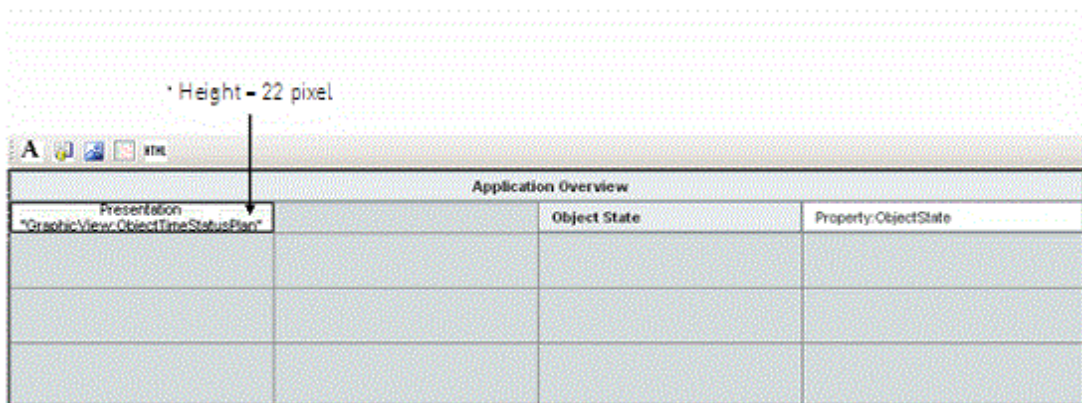 * Height = 22 pixel
A HTML
Application Overview
Presentation
"GraphicView:ObjectTimeStatusPlan"
Object State
Property:ObjectState